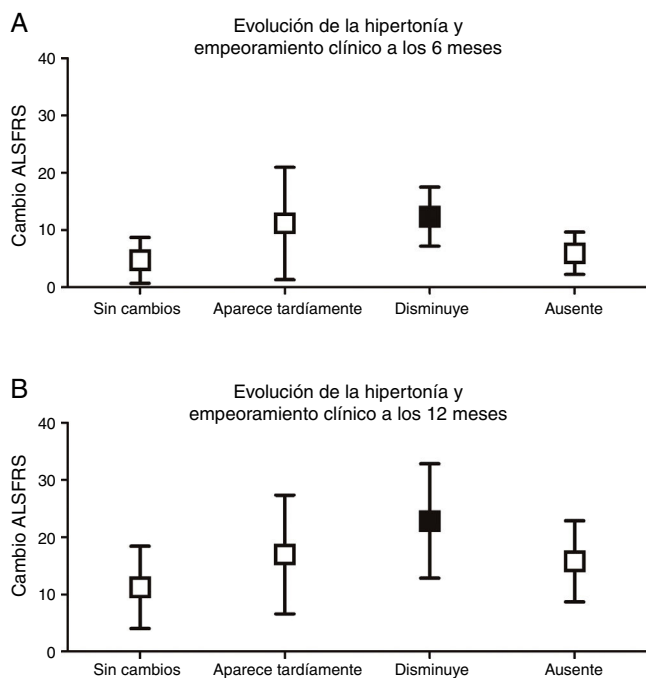 A
Evolución de la hipertonía y
empeoramiento clínico a los 6 meses
Cambio ALSFRS
40
30
20
10
0
Sin cambios Aparece tardíamente Disminuye Ausente
B
Evolución de la hipertonía y
empeoramiento clínico a los 12 meses
Cambio ALSFRS
40
30
20
10
0
Sin cambios Aparece tardíamente Disminuye Ausente